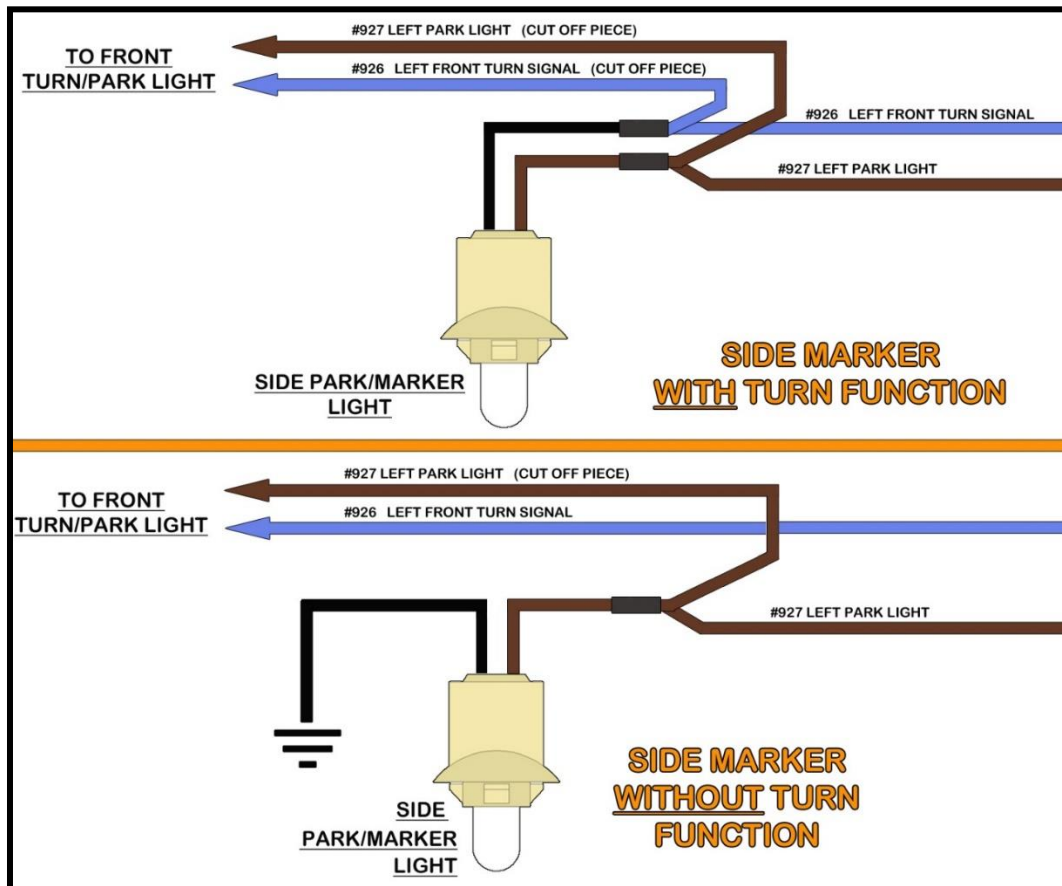 #927 LEFT PARK LIGHT (CUT OFF PIECE)
TO FRONT
TURN/PARK LIGHT
#926 LEFT FRONT TURN SIGNAL (CUT OFF PIECE)
#926 LEFT FRONT TURN SIGNAL
#927 LEFT PARK LIGHT
SIDE PARK/MARKER
LIGHT
SIDE MARKER
WITH TURN FUNCTION
#927 LEFT PARK LIGHT (CUT OFF PIECE)
TO FRONT
TURN/PARK LIGHT
#926 LEFT FRONT TURN SIGNAL
#927 LEFT PARK LIGHT
SIDE
PARK/MARKER
LIGHT
SIDE MARKER
WITHOUT TURN
FUNCTION